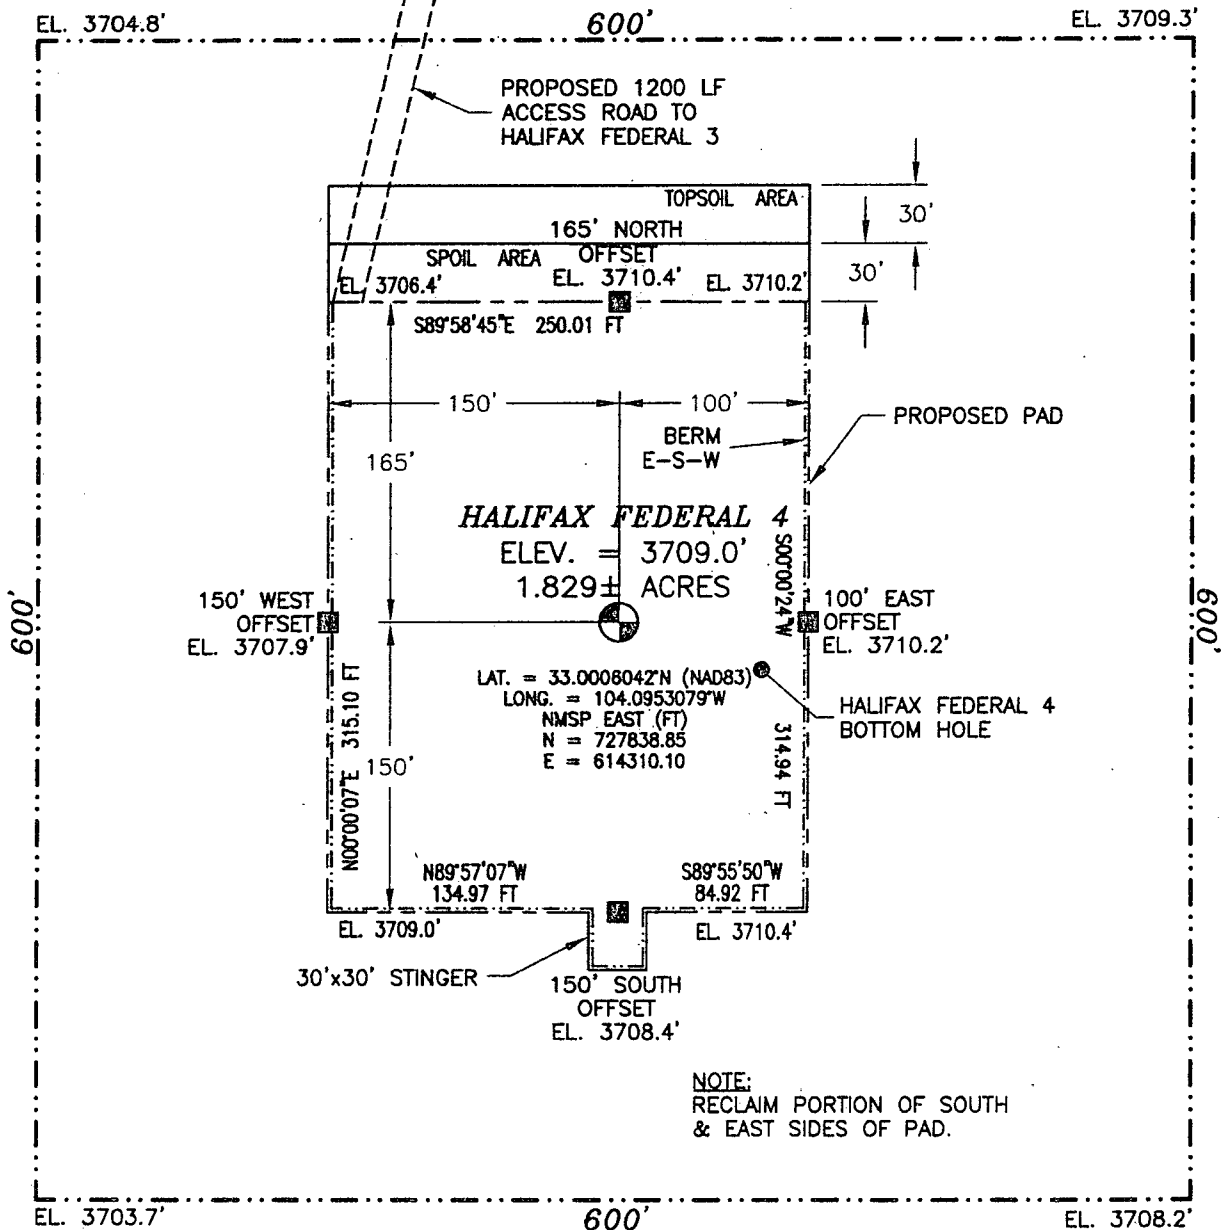 EL. 3704.8'
600'
EL. 3709.3'
PROPOSED 1200 LF
ACCESS ROAD TO
HALIFAX FEDERAL 3
TOPSOIL AREA
30'
165' NORTH
OFFSET
EL. 3710.4'
SPOIL AREA
30'
EL. 3706.4'
EL. 3710.2'
S89°58'45"E 250.01 FT
150'
100'
PROPOSED PAD
BERM
E-S-W
165'
HALIFAX FEDERAL 4
ELEV. = 3709.0'
1.829± ACRES
S00°00'24"W
314.94 FT
600'
150' WEST
OFFSET
EL. 3707.9'
100' EAST
OFFSET
EL. 3710.2'
600'
LAT. = 33.0006042°N (NAD83)
LONG. = 104.0953079°W
NMSP EAST (FT)
N = 727838.85
E = 614310.10
HALIFAX FEDERAL 4
BOTTOM HOLE
N00°00'07"E 315.10 FT
150'
N89°57'07"W
134.97 FT
S89°55'50"W
84.92 FT
EL. 3709.0'
EL. 3710.4'
30'x30' STINGER
150' SOUTH
OFFSET
EL. 3708.4'
NOTE:
RECLAIM PORTION OF SOUTH
& EAST SIDES OF PAD.
EL. 3703.7'
600'
EL. 3708.2'